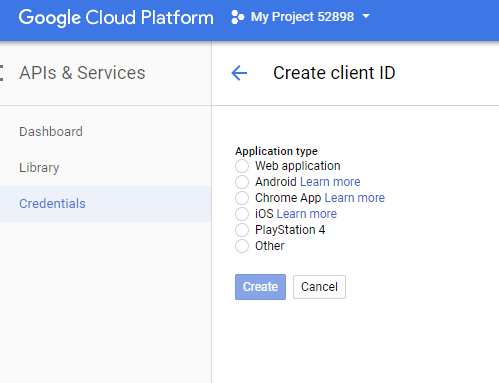 Google Cloud Platform My Project 52898
APIs & Services
Create client ID
Dashboard
Library
Credentials
Application type
Web application
Android Learn more
Chrome App Learn more
iOS Learn more
PlayStation 4
Other
Create Cancel